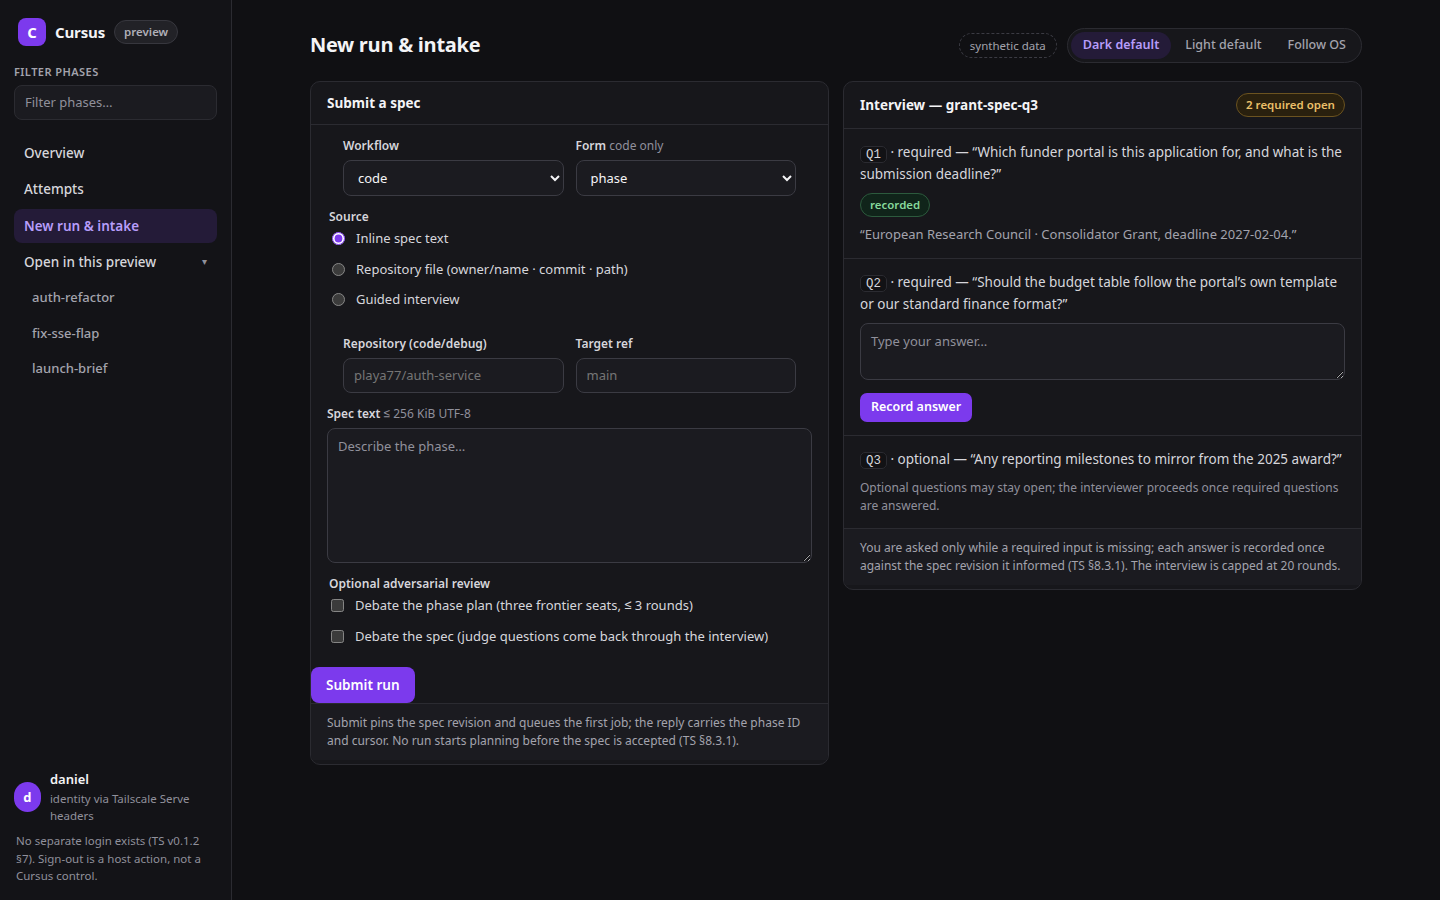 C Cursus preview
FILTER PHASES
Filter phases...
Overview
Attempts
New run & intake
Open in this preview ▾
auth-refactor
fix-sse-flap
launch-brief
d
daniel
identity via Tailscale Serve
headers
No separate login exists (TS v0.1.2
§7). Sign-out is a host action, not a
Cursus control.
New run & intake
synthetic data
Dark default
Light default
Follow OS
Submit a spec
Workflow
code
Form code only
phase
Source
Inline spec text
Repository file (owner/name · commit · path)
Guided interview
Repository (code/debug)
playa77/auth-service
Target ref
main
Spec text ≤ 256 KiB UTF-8
Describe the phase...
Optional adversarial review
Debate the phase plan (three frontier seats, ≤ 3 rounds)
Debate the spec (judge questions come back through the interview)
Submit run
Submit pins the spec revision and queues the first job; the reply carries the phase ID
and cursor. No run starts planning before the spec is accepted (TS §8.3.1).
Interview — grant-spec-q3
2 required open
Q1 · required — “Which funder portal is this application for, and what is the
submission deadline?”
recorded
“European Research Council · Consolidator Grant, deadline 2027-02-04.”
Q2 · required — “Should the budget table follow the portal’s own template
or our standard finance format?”
Type your answer...
Record answer
Q3 · optional — “Any reporting milestones to mirror from the 2025 award?”
Optional questions may stay open; the interviewer proceeds once required questions
are answered.
You are asked only while a required input is missing; each answer is recorded once
against the spec revision it informed (TS §8.3.1). The interview is capped at 20 rounds.